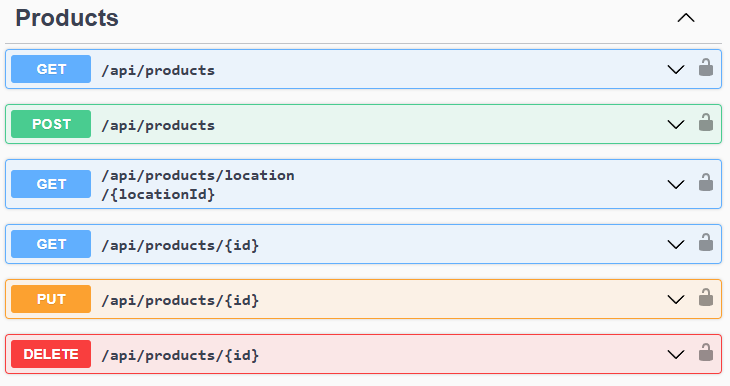 Products
GET /api/products
POST /api/products
GET /api/products/location
/{locationId}
GET /api/products/{id}
PUT /api/products/{id}
DELETE /api/products/{id}